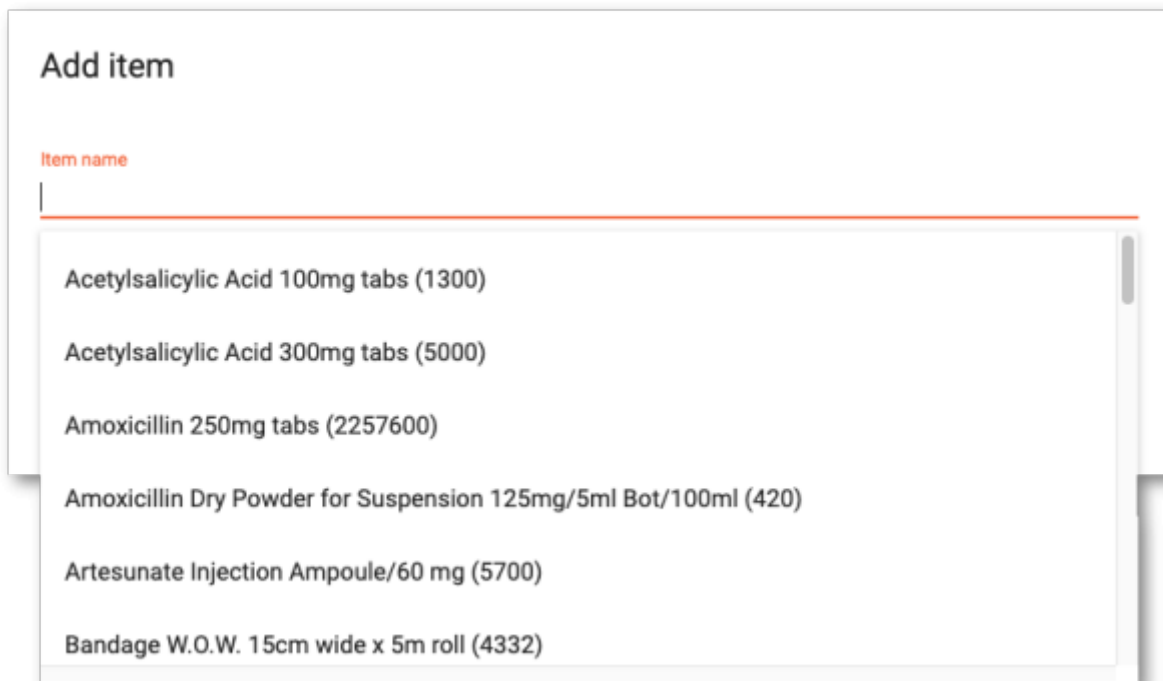 Add item
Item name
Acetylsalicylic Acid 100mg tabs (1300)
Acetylsalicylic Acid 300mg tabs (5000)
Amoxicillin 250mg tabs (2257600)
Amoxicillin Dry Powder for Suspension 125mg/5ml Bot/100ml (420)
Artesunate Injection Ampoule/60 mg (5700)
Bandage W.O.W. 15cm wide x 5m roll (4332)